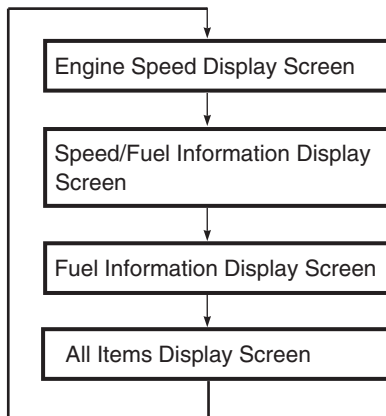 Engine Speed Display Screen
Speed/Fuel Information Display
Screen
Fuel Information Display Screen
All Items Display Screen